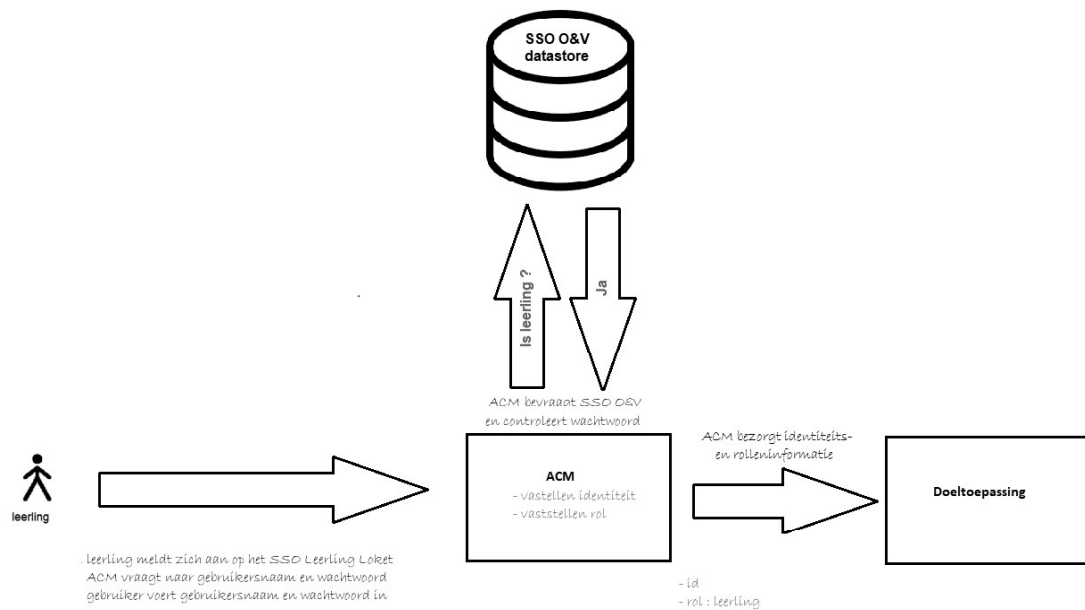 SSO O&V
datastore
Is leerling ?
Ja
ACM bevraagt SSO O&V
en controleert wachtwoord
ACM
- vastellen identiteit
- vaststellen rol
ACM bezorgt identiteits-
en rolleninformatie
Doeltoepassing
leerling
. leerling meldt zich aan op het SSO Leerling Loket
ACM vraagt naar gebruikersnaam en wachtwoord
gebruiker voert gebruikersnaam en wachtwoord in
- id
- rol : leerling